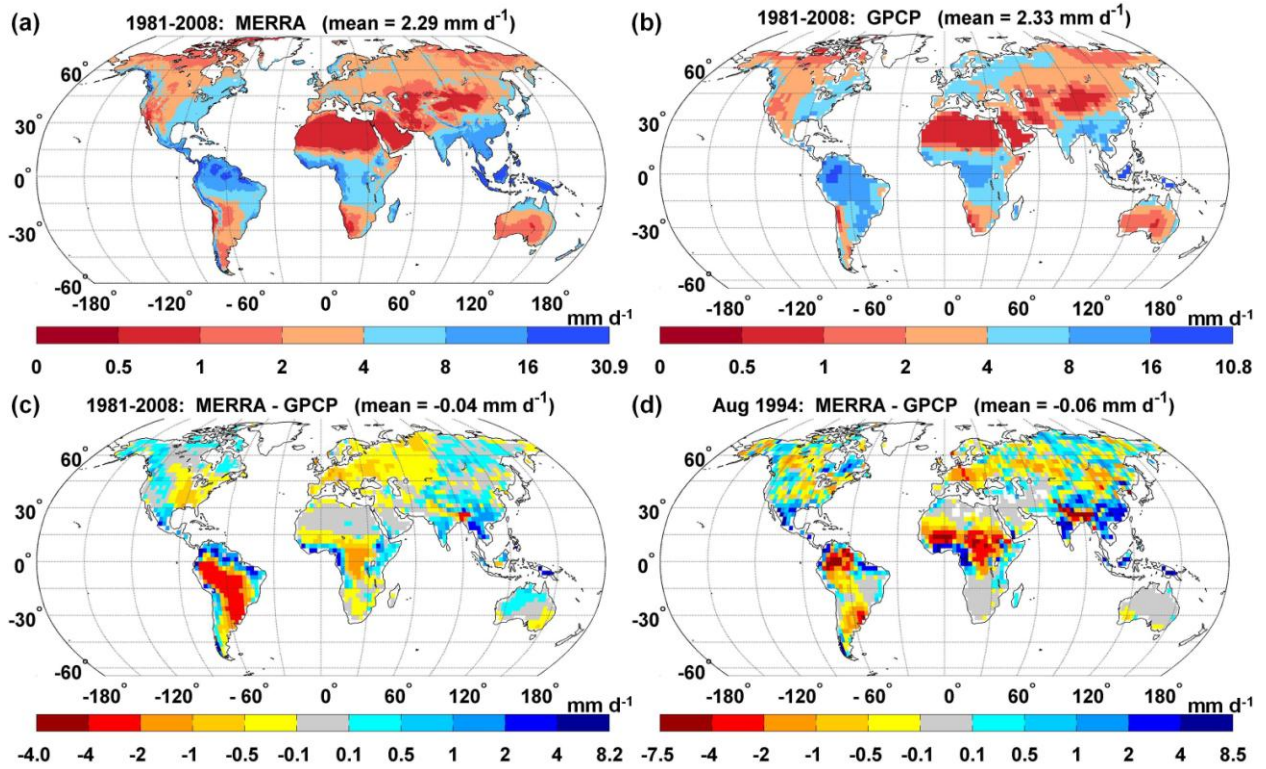 (a) 1981-2008: MERRA (mean = 2.29 mm d⁻¹)
(b) 1981-2008: GPCP (mean = 2.33 mm d⁻¹)
60°
30°
0°
-30°
-60°
-180° -120° - 60° 0° 60° 120° 180°
60°
30°
0°
-30°
-60°
-180° -120° - 60° 0° 60° 120° 180°
mm d⁻¹
0 0.5 1 2 4 8 16 30.9
mm d⁻¹
0 0.5 1 2 4 8 16 10.8
(c) 1981-2008: MERRA - GPCP (mean = -0.04 mm d⁻¹)
(d) Aug 1994: MERRA - GPCP (mean = -0.06 mm d⁻¹)
60°
30°
0°
-30°
-60°
-180° -120° - 60° 0° 60° 120° 180°
60°
30°
0°
-30°
-60°
-180° -120° - 60° 0° 60° 120° 180°
mm d⁻¹
-4.0 -4 -2 -1 -0.5 -0.1 0.1 0.5 1 2 4 8.2
mm d⁻¹
-7.5 -4 -2 -1 -0.5 -0.1 0.1 0.5 1 2 4 8.5